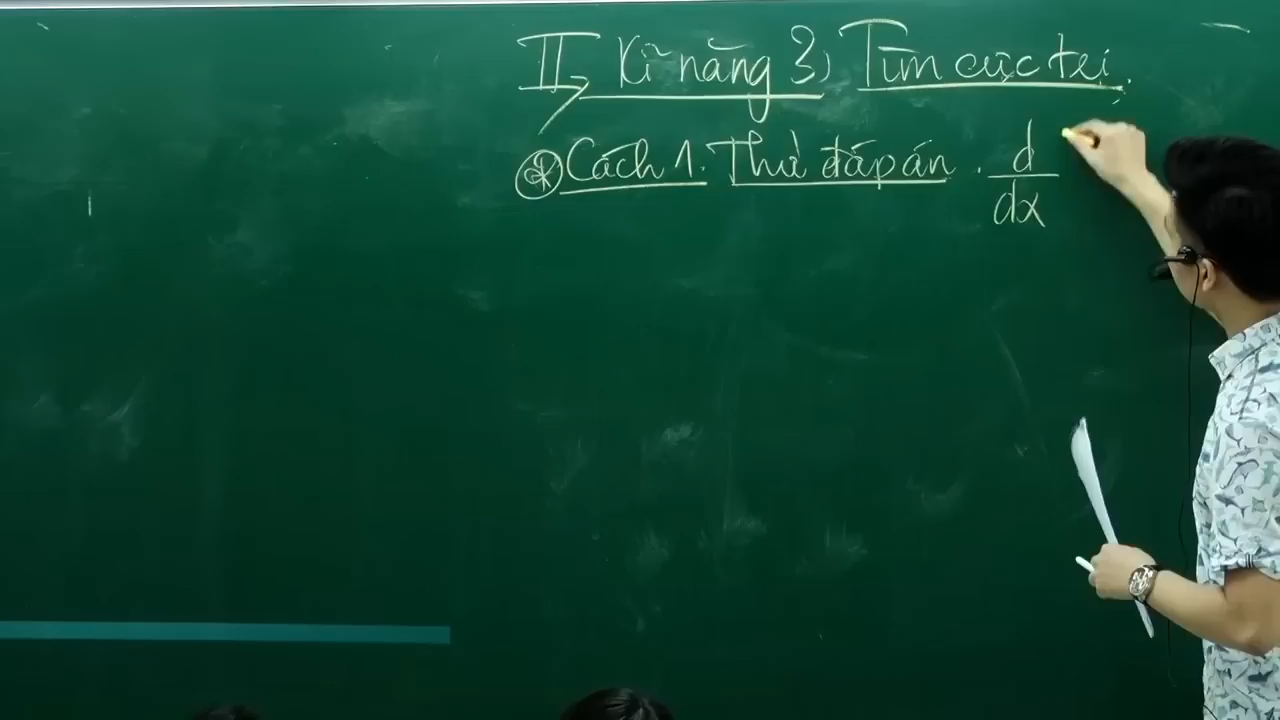 II, Kĩ năng 3) Tìm cực trị.
* Cách 1. Thử đáp án. d/dx